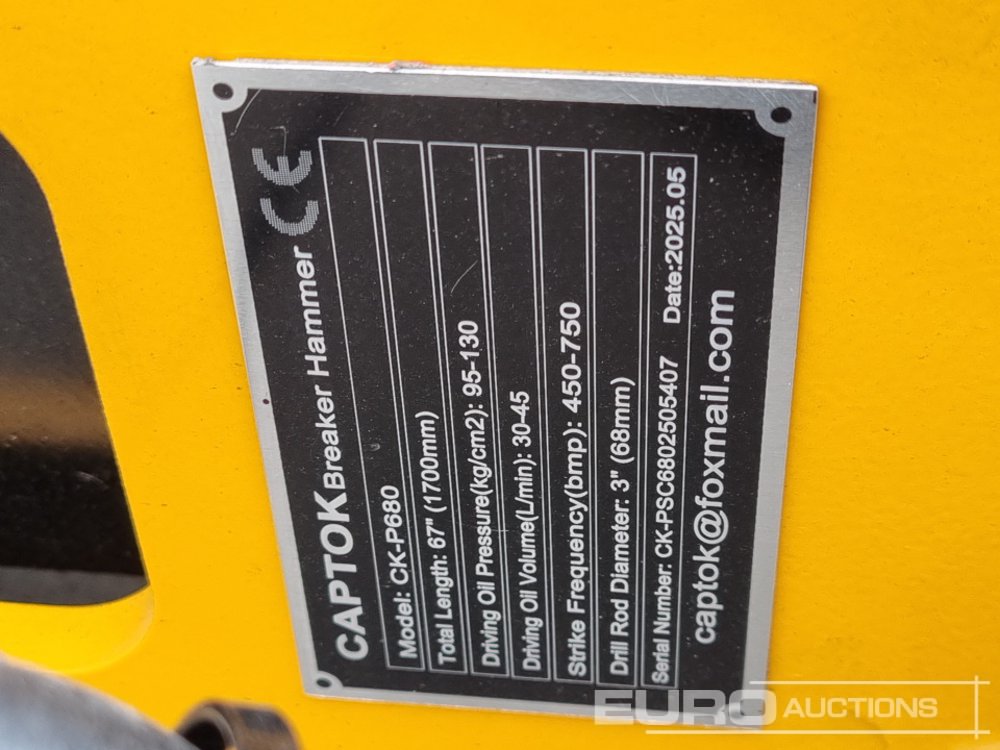 CAPTOK Breaker Hammer CE
Model: CK-P680
Total Length: 67" (1700mm)
Driving Oil Pressure(kg/cm2): 95-130
Driving Oil Volume(L/min): 30-45
Strike Frequency(bmp): 450-750
Drill Rod Diameter: 3" (68mm)
Serial Number: CK-PSC6802505407 Date:2025.05
captok@foxmail.com
EURO AUCTIONS